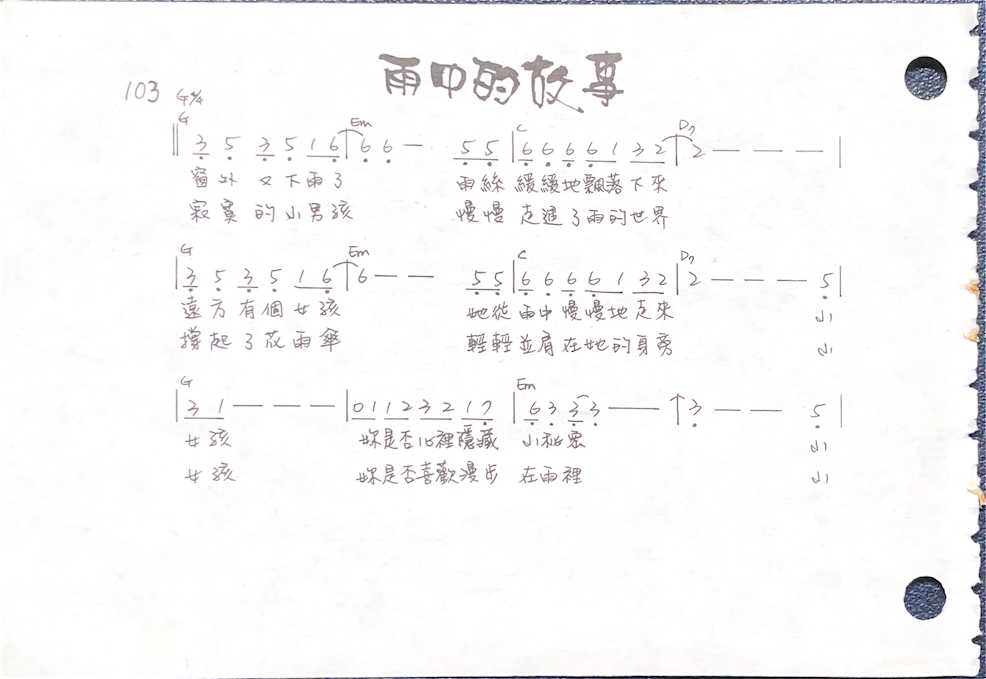 雨中的故事
103 G 4/4
G Em C D7
3 5 3 5 1 6 | 6 6 — 5 5 | 6 6 6 6 1 3 2 | 2 — — — |
窗外又下雨了 雨絲緩緩地飄落下來
寂寞的小男孩 慢慢走進了雨的世界
G Em C D7
| 3 5 3 5 1 6 | 6 — — 5 5 | 6 6 6 6 1 3 2 | 2 — — — 5 |
遠方有個女孩 她從雨中慢慢地走來 小
撐起了花雨傘 輕輕並肩在她的身旁 小
G Em
| 3 1 — — — | 0 1 1 2 3 2 1 7 | 6 3 3 3 — — 3 — — 5 |
女孩 妳是否心裡隱藏 小秘密 小
女孩 妳是否喜歡漫步 在雨裡 小